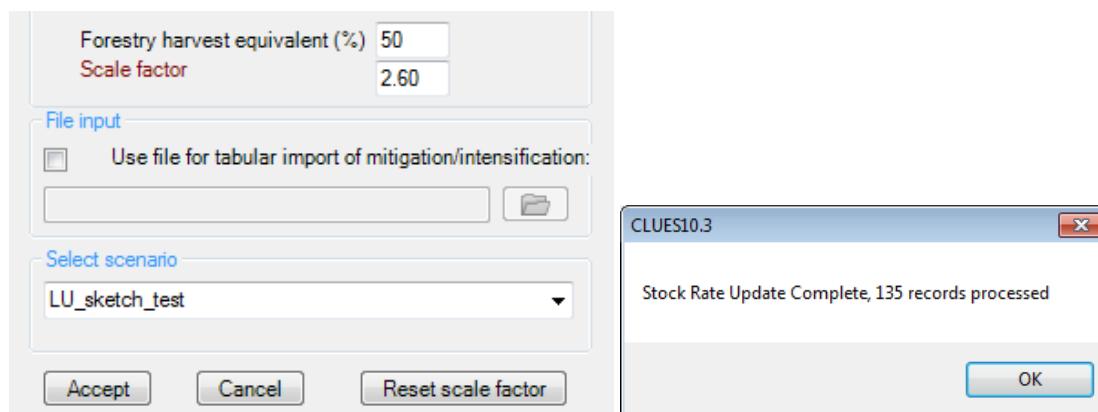 Forestry harvest equivalent (%) 50
Scale factor 2.60
File input
Use file for tabular import of mitigation/intensification:
Select scenario
LU_sketch_test
Accept Cancel Reset scale factor
CLUES10.3
Stock Rate Update Complete, 135 records processed
OK